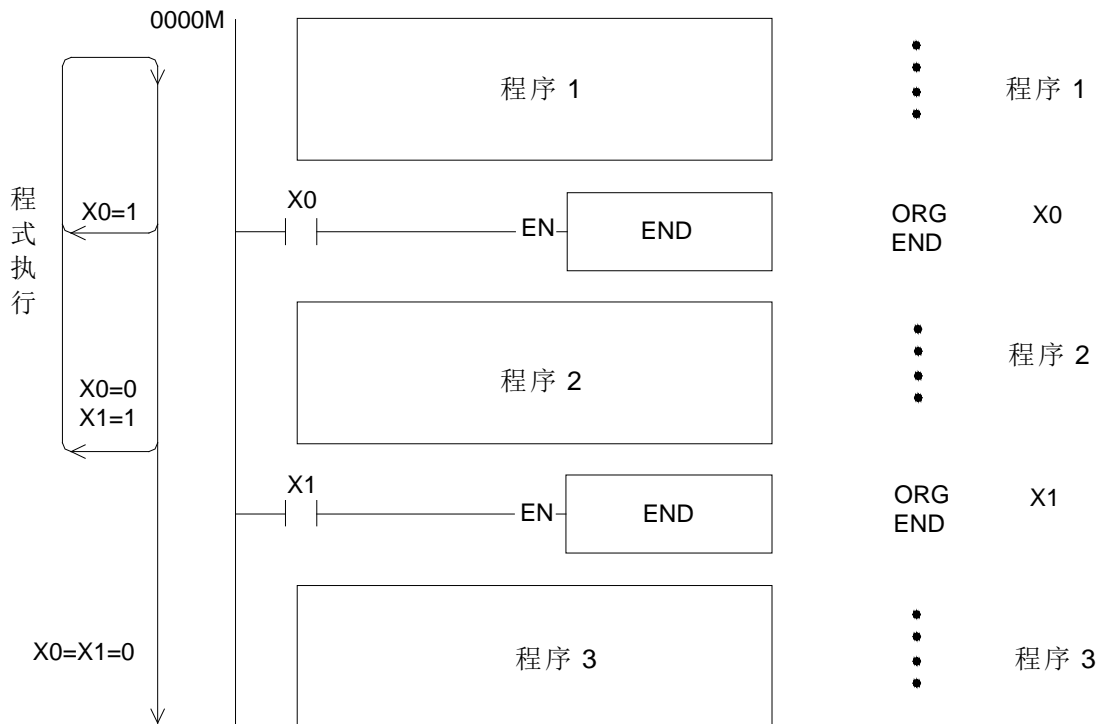 0000M
程序 1
程序 1
程式执行
X0=1
X0
EN
END
ORG X0
END
X0=0
X1=1
程序 2
程序 2
X1
EN
END
ORG X1
END
X0=X1=0
程序 3
程序 3